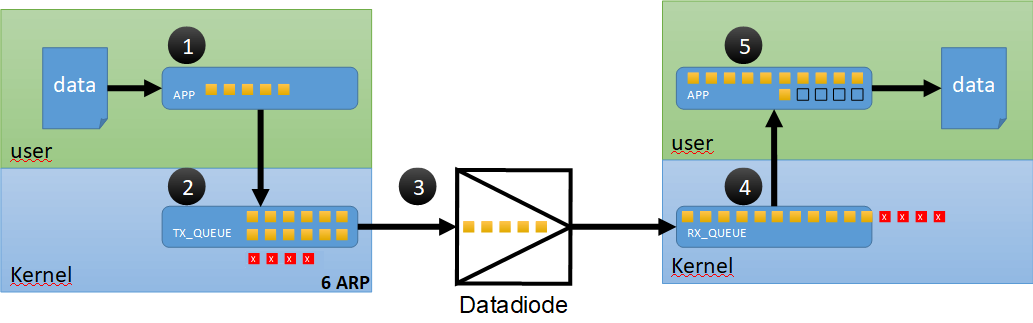 1
5
data
APP
APP
data
user
user
2
3
4
TX_QUEUE
RX_QUEUE
x x x x
x x x x
Kernel
6 ARP
Kernel
Datadiode